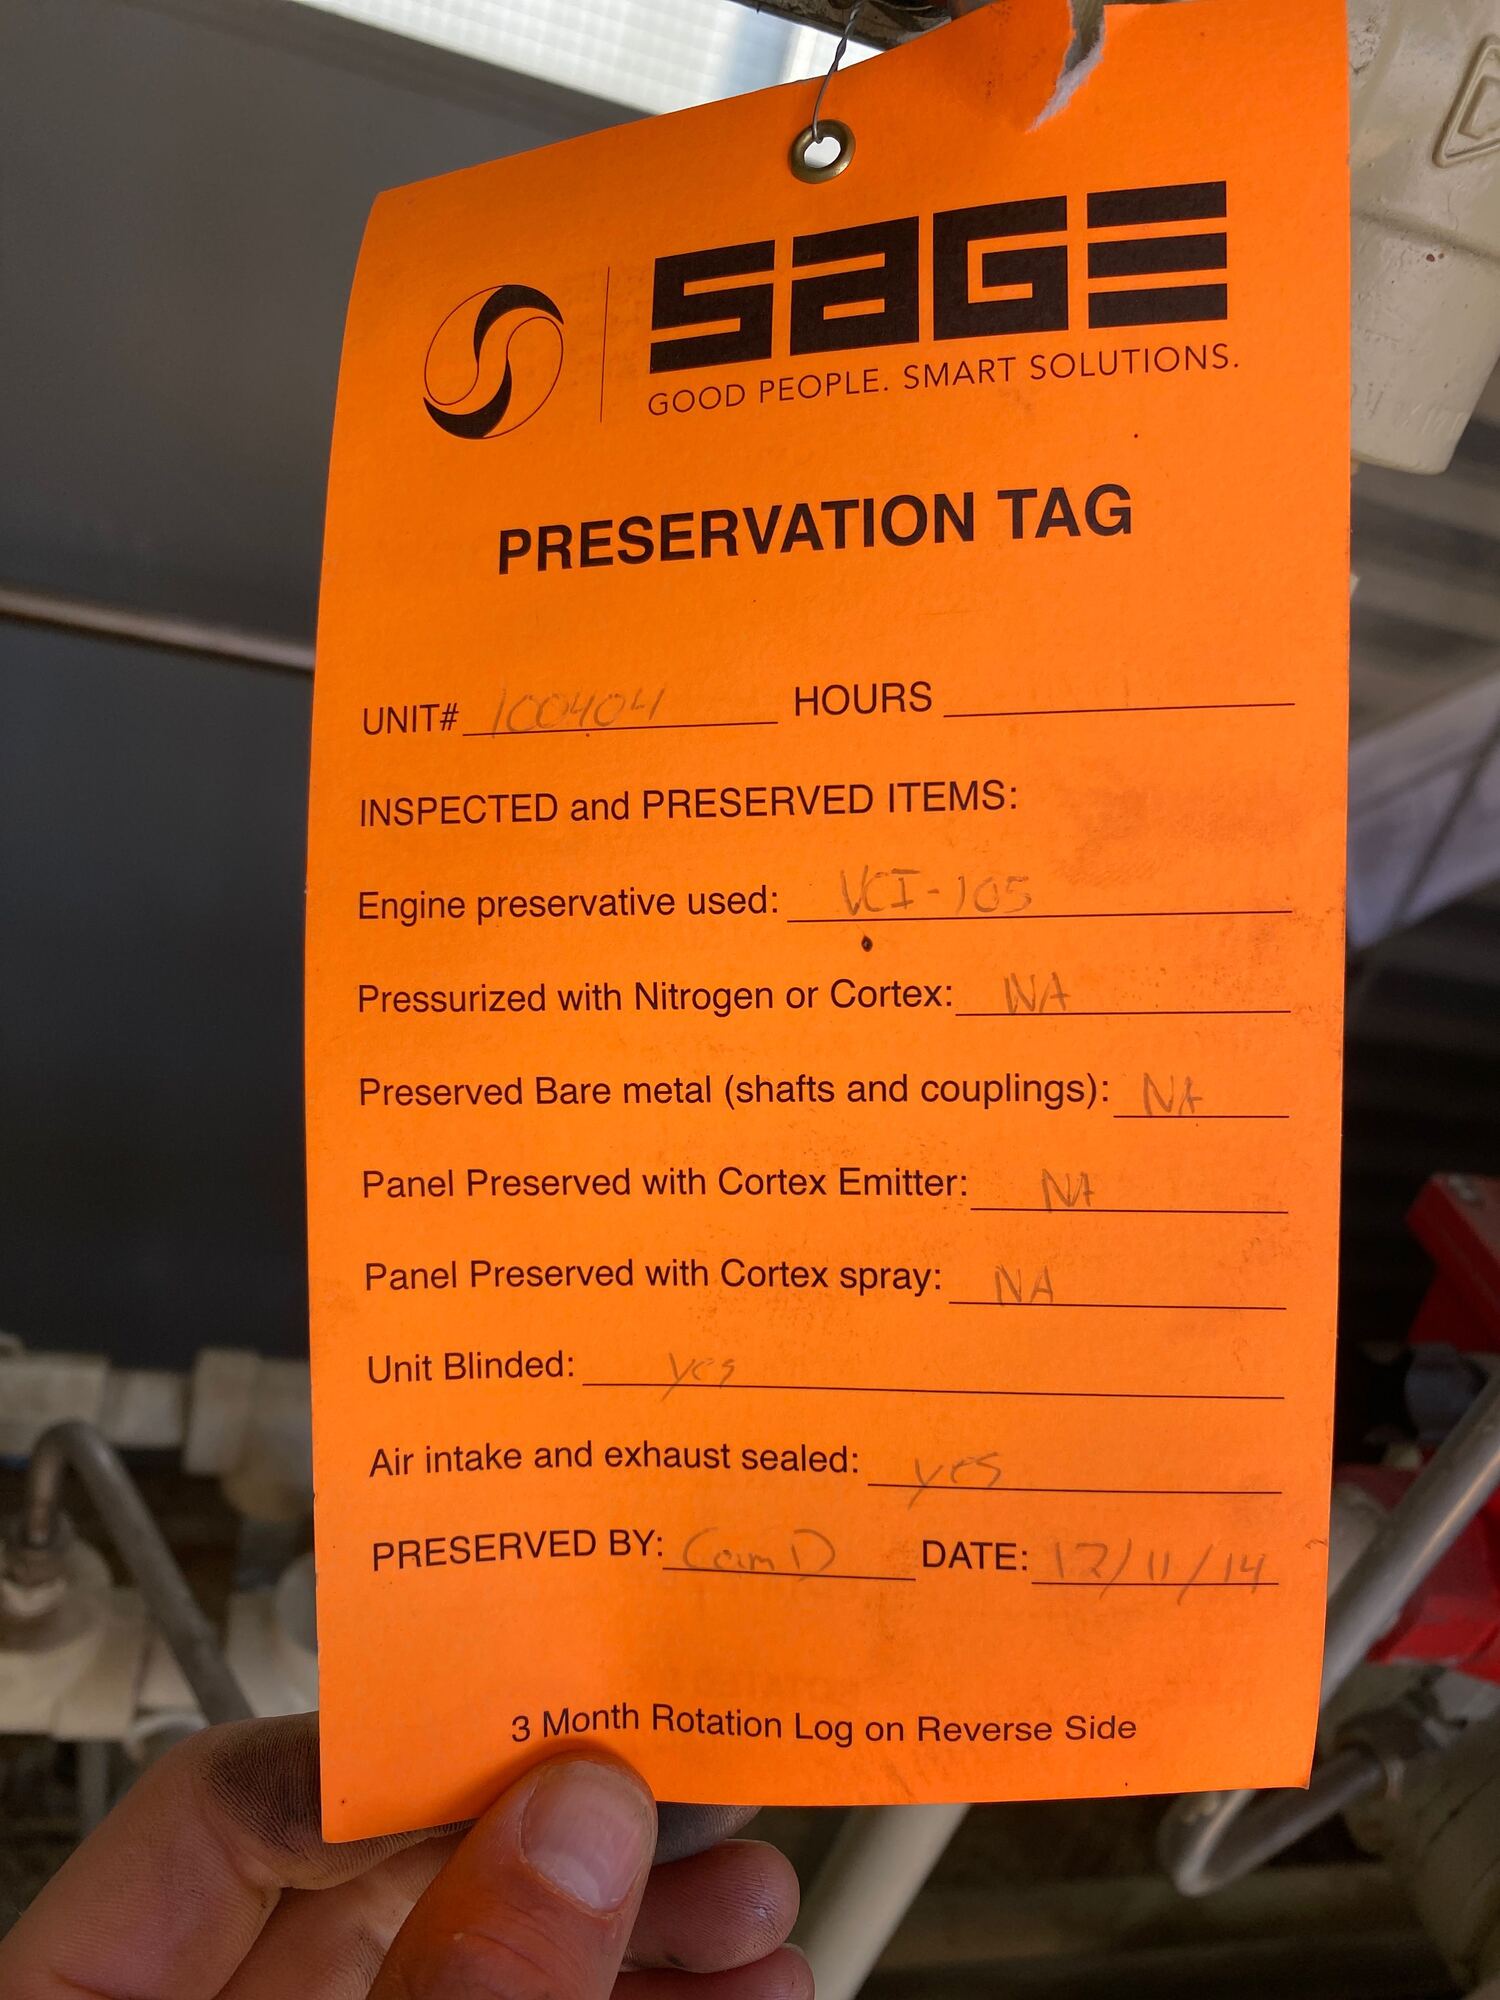 SAGE
GOOD PEOPLE. SMART SOLUTIONS.
PRESERVATION TAG
UNIT# 100404 HOURS
INSPECTED and PRESERVED ITEMS:
Engine preservative used: VCI-105
Pressurized with Nitrogen or Cortex: NA
Preserved Bare metal (shafts and couplings): NA
Panel Preserved with Cortex Emitter: NA
Panel Preserved with Cortex spray: NA
Unit Blinded: yes
Air intake and exhaust sealed: yes
PRESERVED BY: Cam D DATE: 12/11/14
3 Month Rotation Log on Reverse Side